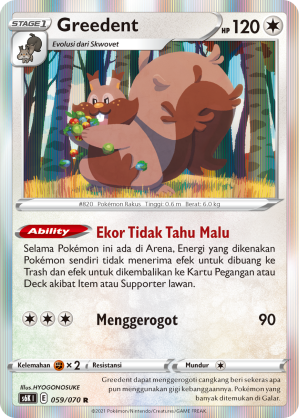 STAGE 1
Greedent
HP 120
Evolusi dari Skwovet
#820 Pokémon Rakus Tinggi: 0.6 m Berat: 6.0 kg
Ability Ekor Tidak Tahu Malu
Selama Pokémon ini ada di Arena, Energi yang dikenakan
Pokémon sendiri tidak menerima efek untuk dibuang ke
Trash dan efek untuk dikembalikan ke Kartu Pegangan atau
Deck akibat Item atau Supporter lawan.
Menggerogot 90
Kelemahan × 2 Resistansi Mundur
Illus. HYOGONOSUKE
s6K I E 059/070 R
Greedent dapat menggerogoti cangkang beri sekeras apa
pun menggunakan gigi kebanggaannya. Pokémon yang
banyak ditemukan di Galar.
©2021 Pokémon/Nintendo/Creatures/GAME FREAK.